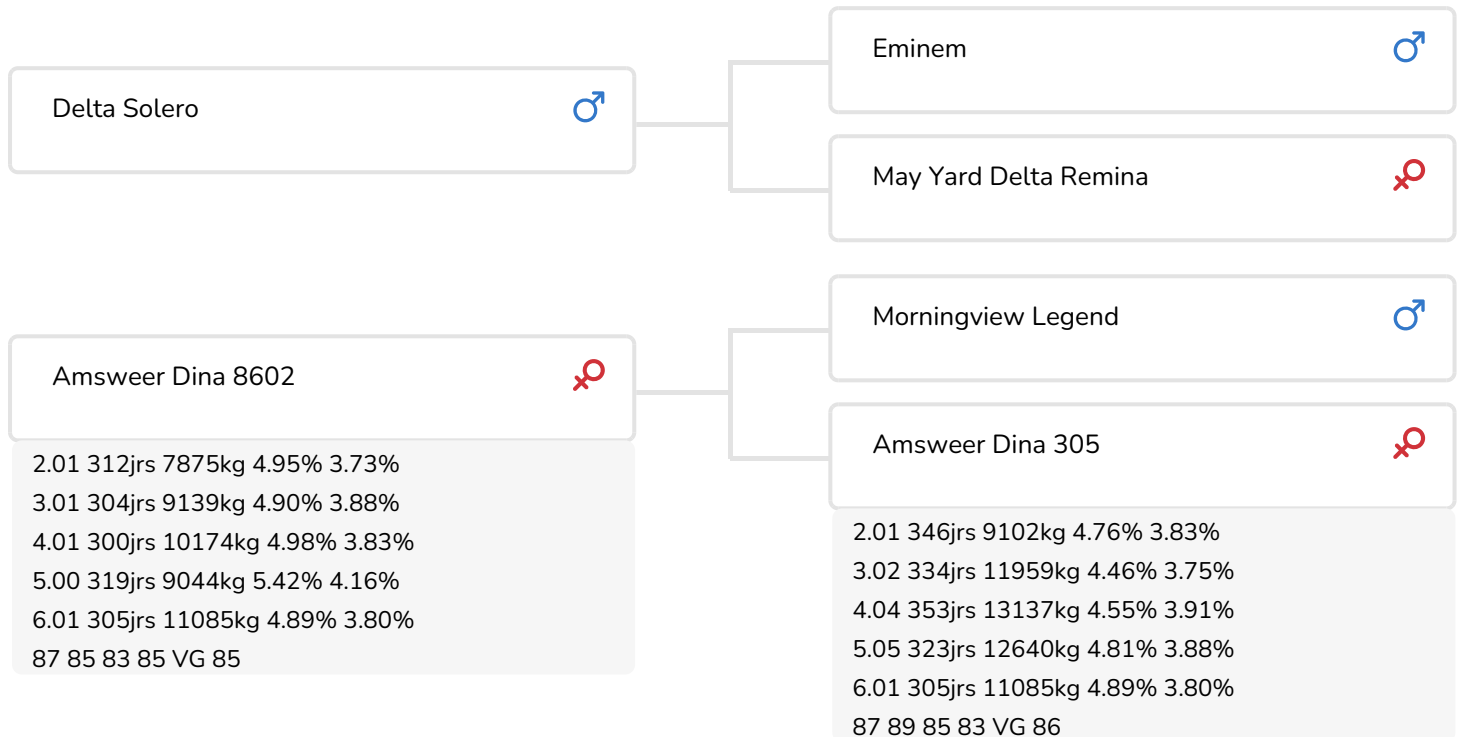 Delta Solero
Eminem
May Yard Delta Remina
Amsweer Dina 8602
2.01 312jrs 7875kg 4.95% 3.73%
3.01 304jrs 9139kg 4.90% 3.88%
4.01 300jrs 10174kg 4.98% 3.83%
5.00 319jrs 9044kg 5.42% 4.16%
6.01 305jrs 11085kg 4.89% 3.80%
87 85 83 85 VG 85
Morningview Legend
Amsweer Dina 305
2.01 346jrs 9102kg 4.76% 3.83%
3.02 334jrs 11959kg 4.46% 3.75%
4.04 353jrs 13137kg 4.55% 3.91%
5.05 323jrs 12640kg 4.81% 3.88%
6.01 305jrs 11085kg 4.89% 3.80%
87 89 85 83 VG 86